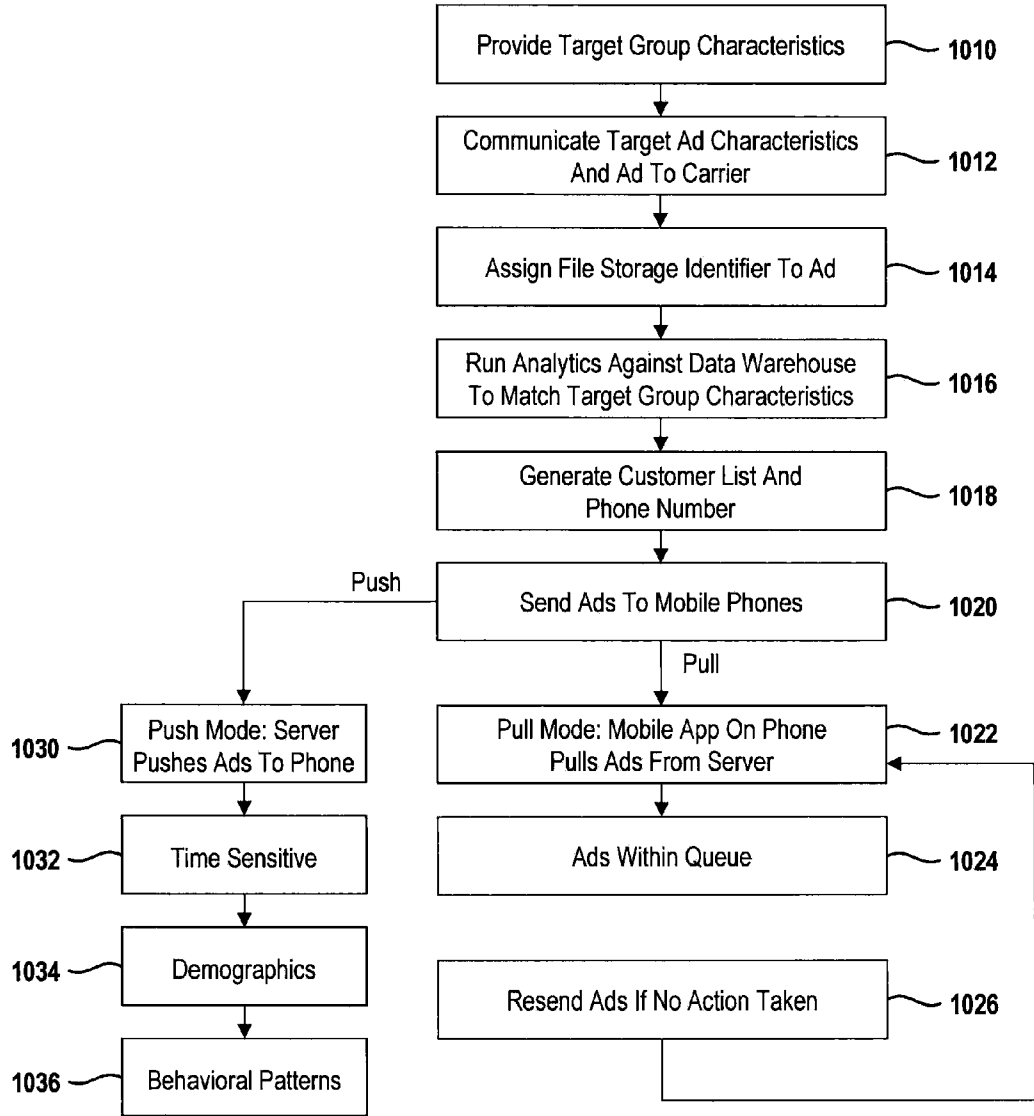 Provide Target Group Characteristics
1010
Communicate Target Ad Characteristics
And Ad To Carrier
1012
Assign File Storage Identifier To Ad
1014
Run Analytics Against Data Warehouse
To Match Target Group Characteristics
1016
Generate Customer List And
Phone Number
1018
Push
Send Ads To Mobile Phones
1020
Pull
1030
Push Mode: Server
Pushes Ads To Phone
Pull Mode: Mobile App On Phone
Pulls Ads From Server
1022
1032
Time Sensitive
Ads Within Queue
1024
1034
Demographics
Resend Ads If No Action Taken
1026
1036
Behavioral Patterns